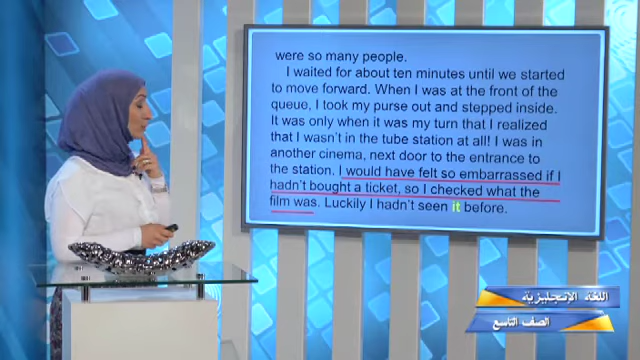 were so many people.
I waited for about ten minutes until we started
to move forward. When I was at the front of the
queue, I took my purse out and stepped inside.
It was only when it was my turn that I realized
that I wasn't in the tube station at all! I was in
another cinema, next door to the entrance to
the station. I would have felt so embarrassed if I
hadn't bought a ticket, so I checked what the
film was. Luckily I hadn't seen it before.
اللغة الإنجليزية
الصف التاسع